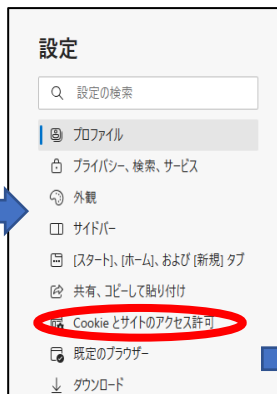 設定
設定の検索
プロファイル
プライバシー、検索、サービス
外観
サイドバー
[スタート]、[ホーム]、および [新規] タブ
共有、コピーして貼り付け
Cookie とサイトのアクセス許可
既定のブラウザー
ダウンロード